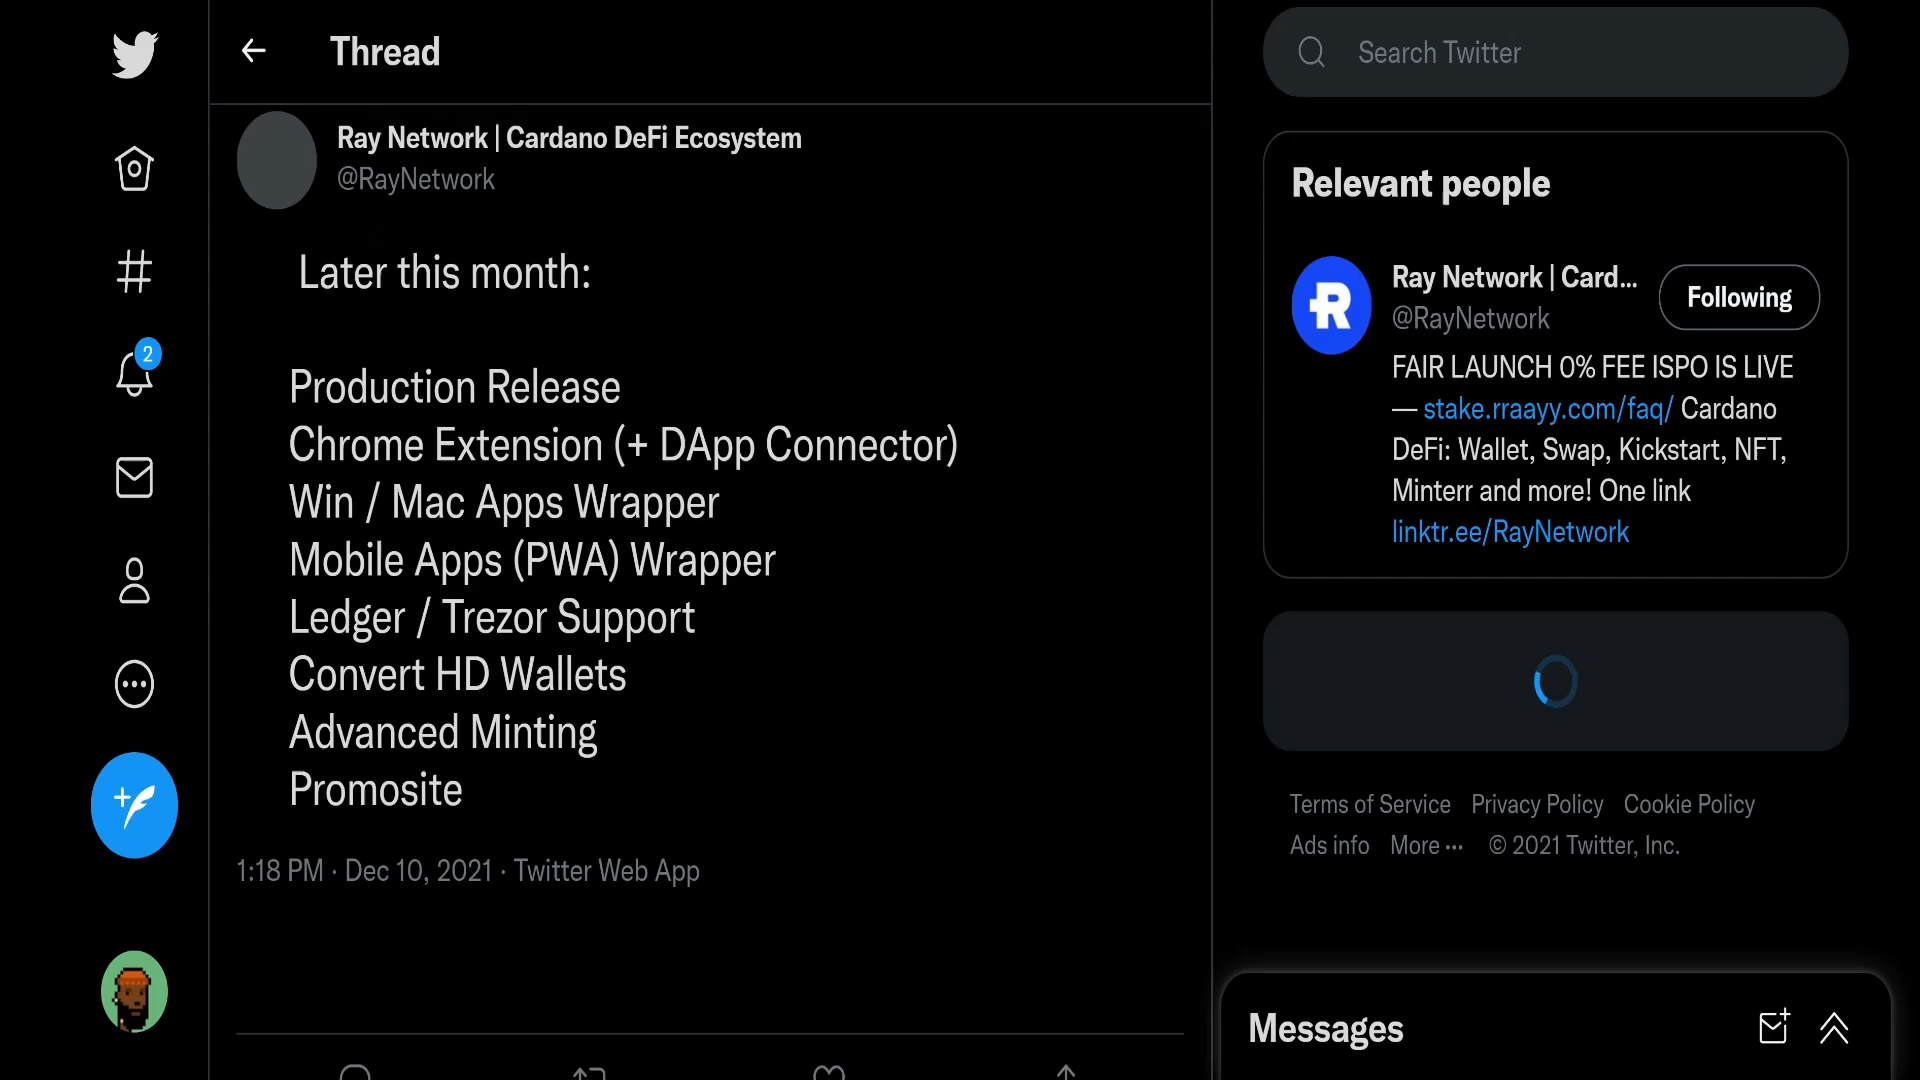 Thread
Ray Network | Cardano DeFi Ecosystem
@RayNetwork
Later this month:
Production Release
Chrome Extension (+ DApp Connector)
Win / Mac Apps Wrapper
Mobile Apps (PWA) Wrapper
Ledger / Trezor Support
Convert HD Wallets
Advanced Minting
Promosite
1:18 PM · Dec 10, 2021 · Twitter Web App
2
Search Twitter
Relevant people
Ray Network | Card...
@RayNetwork
Following
FAIR LAUNCH 0% FEE ISPO IS LIVE
— stake.rraayy.com/faq/ Cardano
DeFi: Wallet, Swap, Kickstart, NFT,
Minterr and more! One link
linktr.ee/RayNetwork
Terms of Service Privacy Policy Cookie Policy
Ads info More ··· © 2021 Twitter, Inc.
Messages